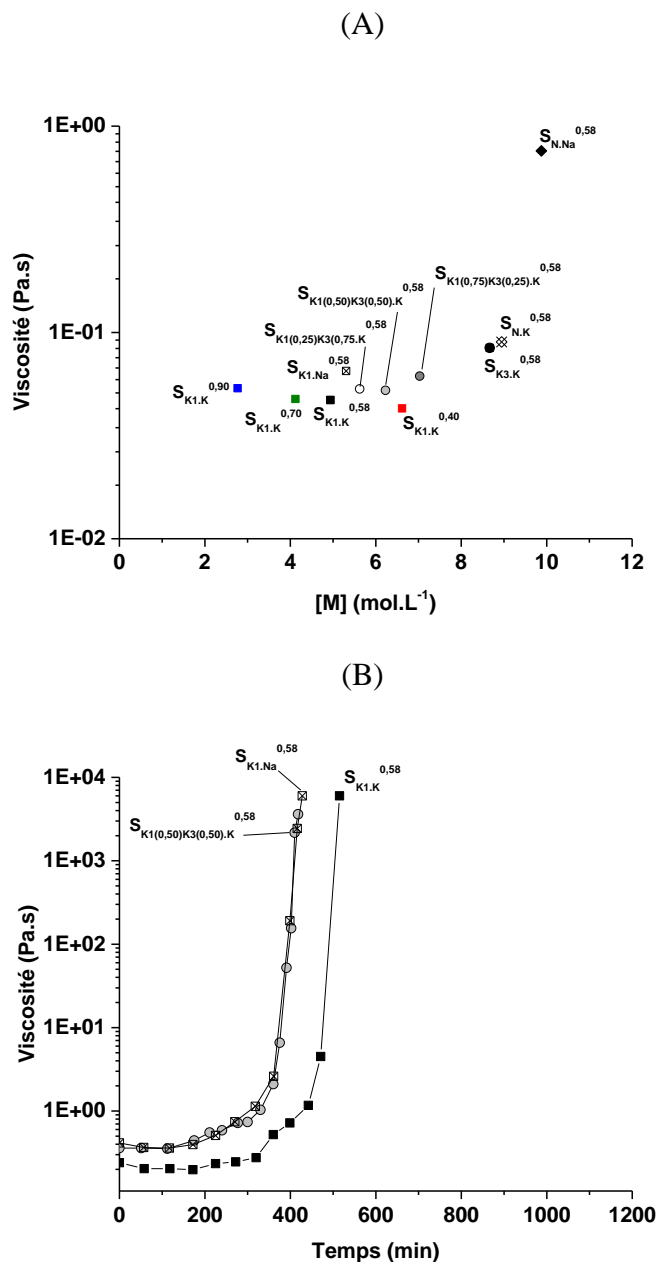 (A)
1E+00
S_N.Na^0,58
S_K1(0,75)K3(0,25).K^0,58
S_K1(0,50)K3(0,50).K^0,58
S_N.K^0,58
S_K1(0,25)K3(0,75.K^0,58
1E-01
S_K3.K^0,58
S_K1.Na^0,58
S_K1.K^0,90
S_K1.K^0,70
S_K1.K^0,58
S_K1.K^0,40
1E-02
Viscosité (Pa.s)
0 2 4 6 8 10 12
[M] (mol.L⁻¹)
(B)
S_K1.Na^0,58
S_K1.K^0,58
1E+04
S_K1(0,50)K3(0,50).K^0,58
1E+03
1E+02
1E+01
1E+00
Viscosité (Pa.s)
0 200 400 600 800 1000 1200
Temps (min)